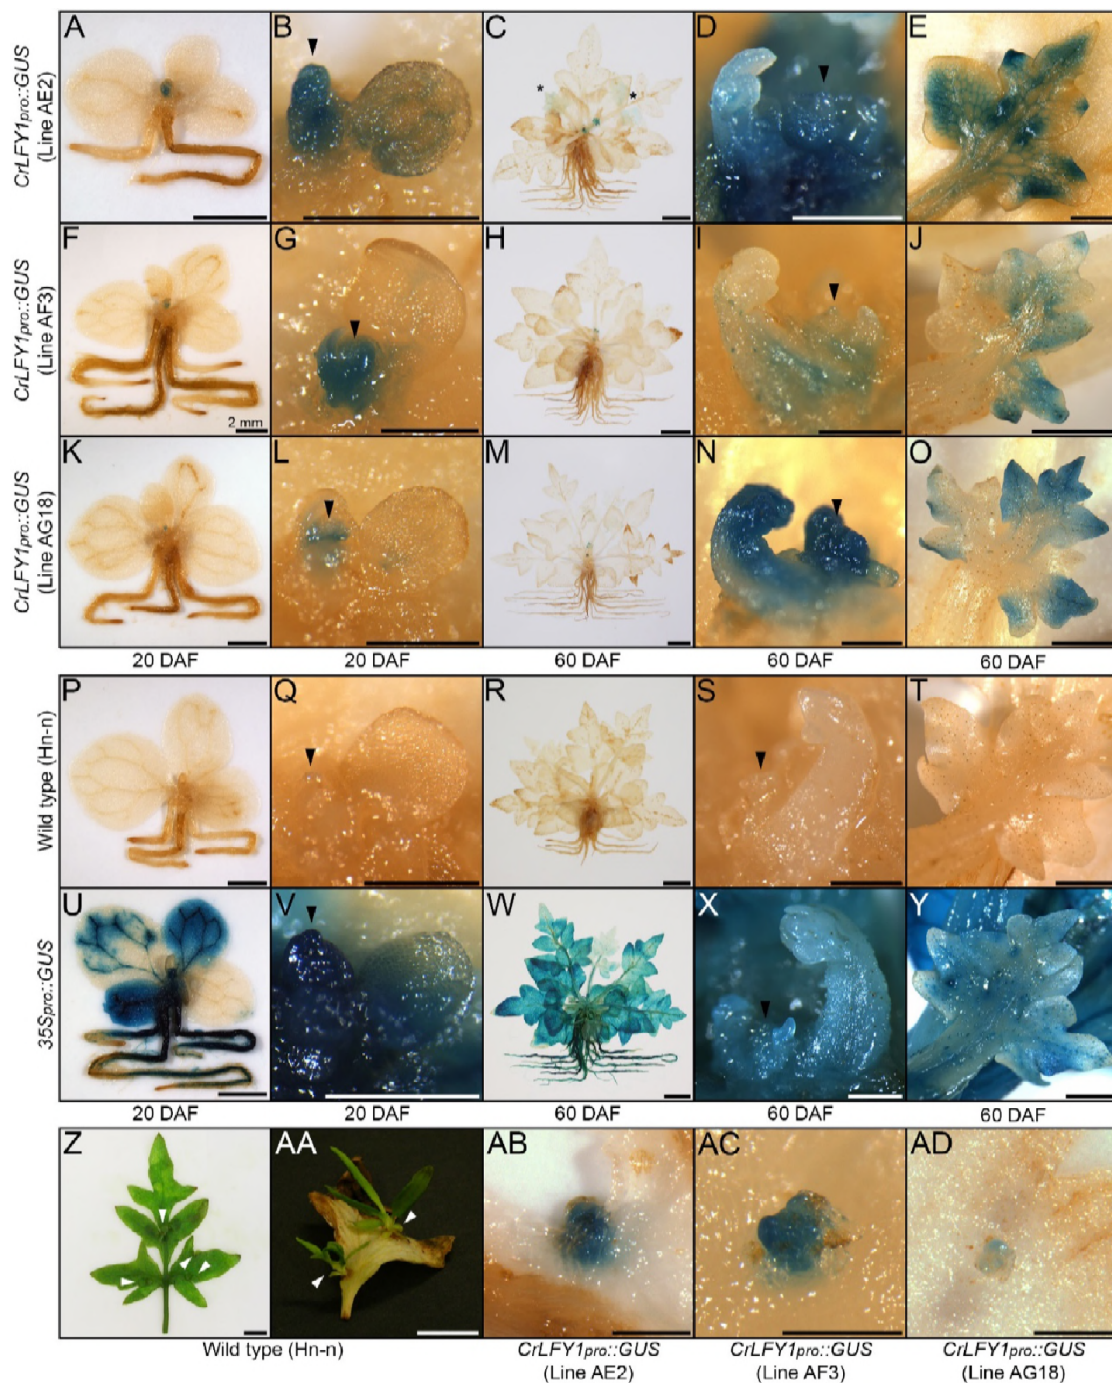 A B C D E
* *
CrLFY1pro::GUS
(Line AE2)
F G H I J
CrLFY1pro::GUS
(Line AF3)
2 mm
K L M N O
CrLFY1pro::GUS
(Line AG18)
20 DAF 20 DAF 60 DAF 60 DAF 60 DAF
P Q R S T
Wild type (Hn-n)
U V W X Y
35Spro::GUS
20 DAF 20 DAF 60 DAF 60 DAF 60 DAF
Z AA AB AC AD
Wild type (Hn-n) CrLFY1pro::GUS CrLFY1pro::GUS CrLFY1pro::GUS
(Line AE2) (Line AF3) (Line AG18)